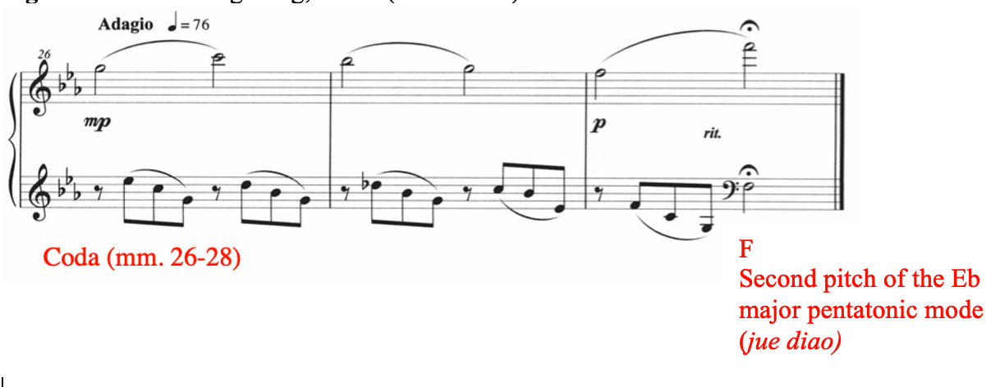 Adagio ♩= 76
26
mp
p
rit.
Coda (mm. 26-28)
F
Second pitch of the Eb
major pentatonic mode
(jue diao)